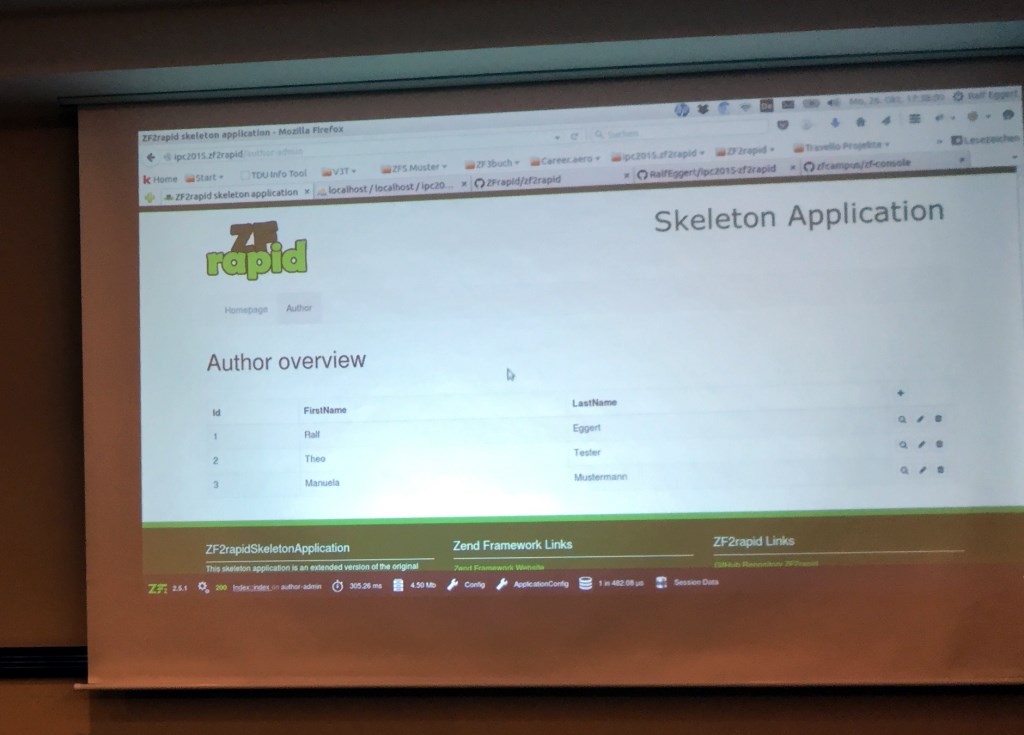 ZF2rapid skeleton application - Mozilla Firefox
Ralf Eggert
ipc2015.zf2rapid/author-admin
Suchen
Home Start TDU Info Tool V1T ZFS Muster ZF3buch Career.aero ipc2015.zf2rapid ZF2rapid Travello Projekte Lesezeichen
ZF2rapid skeleton application localhost / localhost / ipc20... ZFrapid/zf2rapid RalfEggert/ipc2015-zf2rapid zfcampus/zf-console
ZF
rapid
Skeleton Application
Homepage Author
Author overview
Id FirstName LastName
1 Ralf Eggert
2 Theo Tester
3 Manuela Mustermann
ZF2rapidSkeletonApplication Zend Framework Links ZF2rapid Links
This skeleton application is an extended version of the original Zend Framework Website GitHub Repository ZFrapid
ZF 2.5.1 200 Index::index on author-admin 305.26 ms 4.50 Mb Config ApplicationConfig 1 in 482.08 µs Session Data